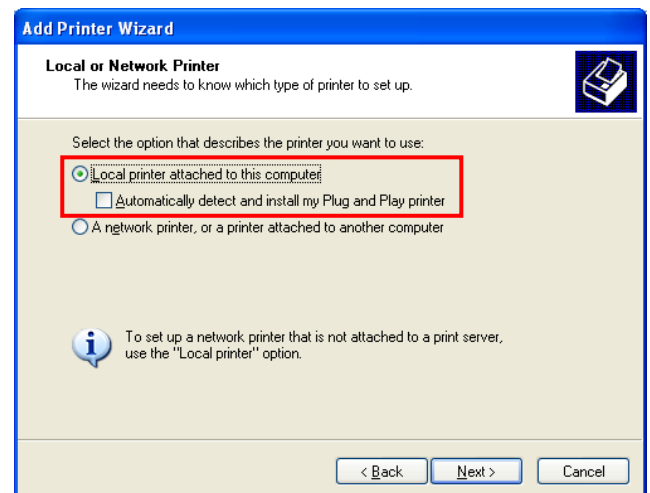 Add Printer Wizard
Local or Network Printer
The wizard needs to know which type of printer to set up.
Select the option that describes the printer you want to use:
Local printer attached to this computer
Automatically detect and install my Plug and Play printer
A network printer, or a printer attached to another computer
To set up a network printer that is not attached to a print server,
use the "Local printer" option.
< Back Next > Cancel